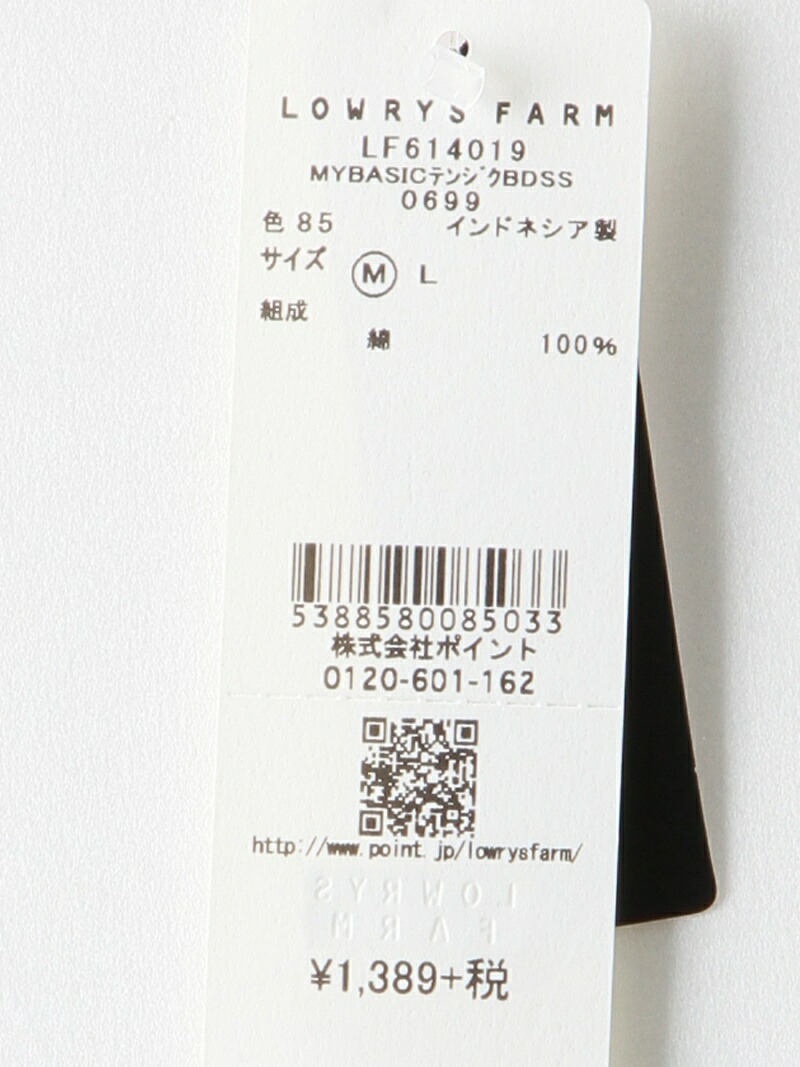 LOWRYS FARM
LF614019
MYBASICテンジクBDSS
0699
色 85 インドネシア製
サイズ M L
組成
綿 100%
5388580085033
株式会社ポイント
0120-601-162
http://www.point.jp/lowrysfarm/
LOWRYS
FARM
¥1,389+税